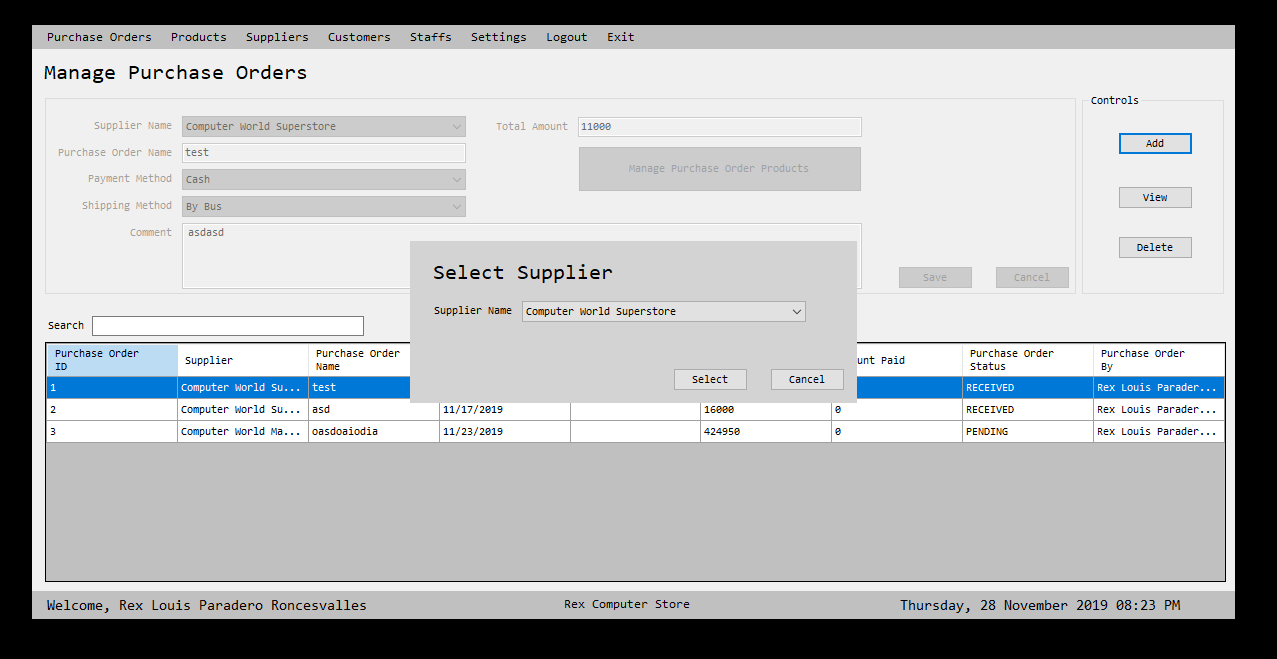 Purchase Orders Products Suppliers Customers Staffs Settings Logout Exit
Manage Purchase Orders
Controls
Supplier Name Computer World Superstore Total Amount 11000
Add
Purchase Order Name test
Manage Purchase Order Products
Payment Method Cash
View
Shipping Method By Bus
Comment asdasd
Delete
Save Cancel
Select Supplier
Supplier Name Computer World Superstore
Select Cancel
Search
Purchase Order ID Supplier Purchase Order Name Paid Purchase Order Status Purchase Order By
1 Computer World Su... test RECEIVED Rex Louis Parader...
2 Computer World Su... asd 11/17/2019 16000 0 RECEIVED Rex Louis Parader...
3 Computer World Ma... oasdoaiodia 11/23/2019 424950 0 PENDING Rex Louis Parader...
Welcome, Rex Louis Paradero Roncesvalles Rex Computer Store Thursday, 28 November 2019 08:23 PM